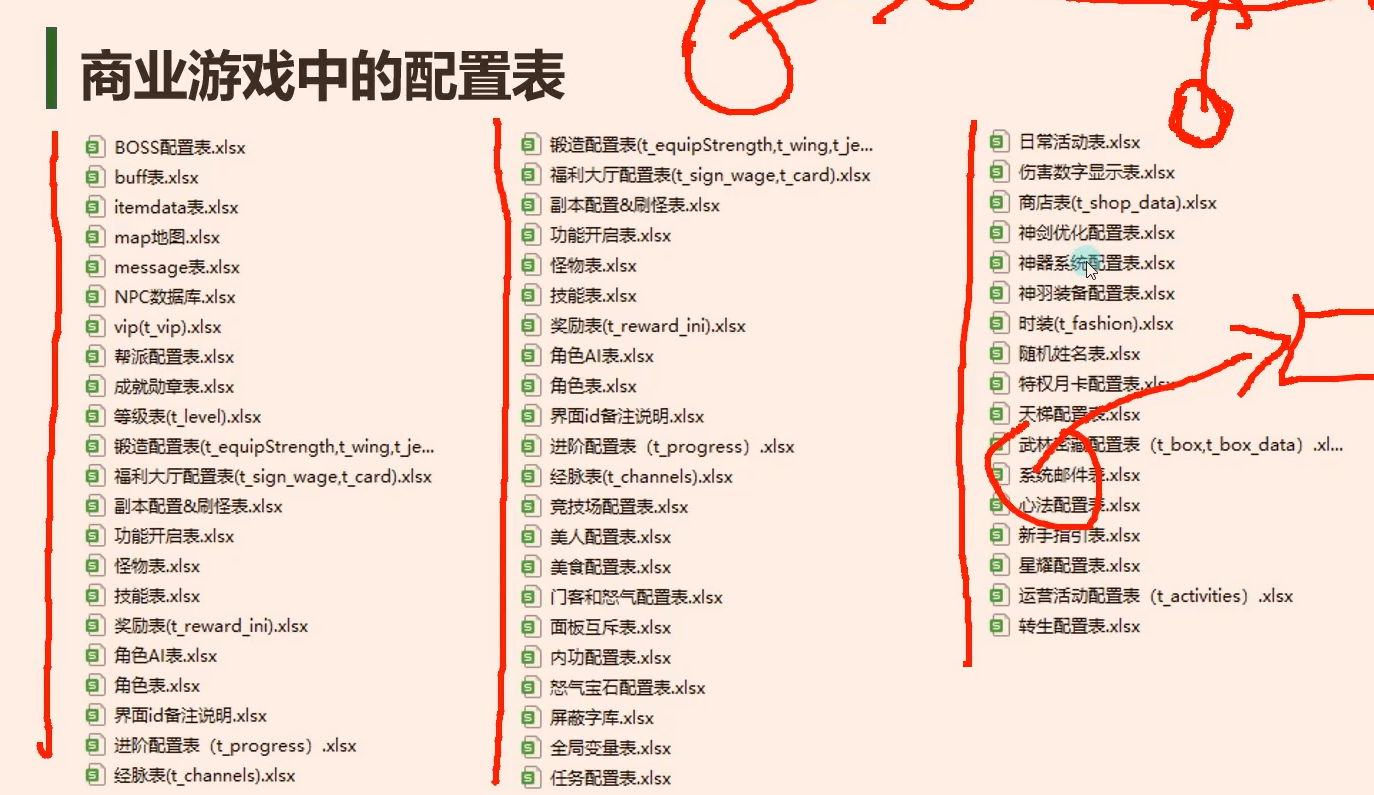 商业游戏中的配置表
BOSS配置表.xlsx
buff表.xlsx
itemdata表.xlsx
map地图.xlsx
message表.xlsx
NPC数据库.xlsx
vip(t_vip).xlsx
帮派配置表.xlsx
成就勋章表.xlsx
等级表(t_level).xlsx
锻造配置表(t_equipStrength,t_wing,t_je...
福利大厅配置表(t_sign_wage,t_card).xlsx
副本配置&刷怪表.xlsx
功能开启表.xlsx
怪物表.xlsx
技能表.xlsx
奖励表(t_reward_ini).xlsx
角色AI表.xlsx
角色表.xlsx
界面id备注说明.xlsx
进阶配置表（t_progress）.xlsx
经脉表(t_channels).xlsx
锻造配置表(t_equipStrength,t_wing,t_je...
福利大厅配置表(t_sign_wage,t_card).xlsx
副本配置&刷怪表.xlsx
功能开启表.xlsx
怪物表.xlsx
技能表.xlsx
奖励表(t_reward_ini).xlsx
角色AI表.xlsx
角色表.xlsx
界面id备注说明.xlsx
进阶配置表（t_progress）.xlsx
经脉表(t_channels).xlsx
竞技场配置表.xlsx
美人配置表.xlsx
美食配置表.xlsx
门客和怒气配置表.xlsx
面板互斥表.xlsx
内功配置表.xlsx
怒气宝石配置表.xlsx
屏蔽字库.xlsx
全局变量表.xlsx
任务配置表.xlsx
日常活动表.xlsx
伤害数字显示表.xlsx
商店表(t_shop_data).xlsx
神剑优化配置表.xlsx
神器系统配置表.xlsx
神羽装备配置表.xlsx
时装(t_fashion).xlsx
随机姓名表.xlsx
特权月卡配置表.xlsx
天梯配置表.xlsx
武林密藏配置表（t_box,t_box_data）.xl...
系统邮件表.xlsx
心法配置表.xlsx
新手指引表.xlsx
星耀配置表.xlsx
运营活动配置表（t_activities）.xlsx
转生配置表.xlsx